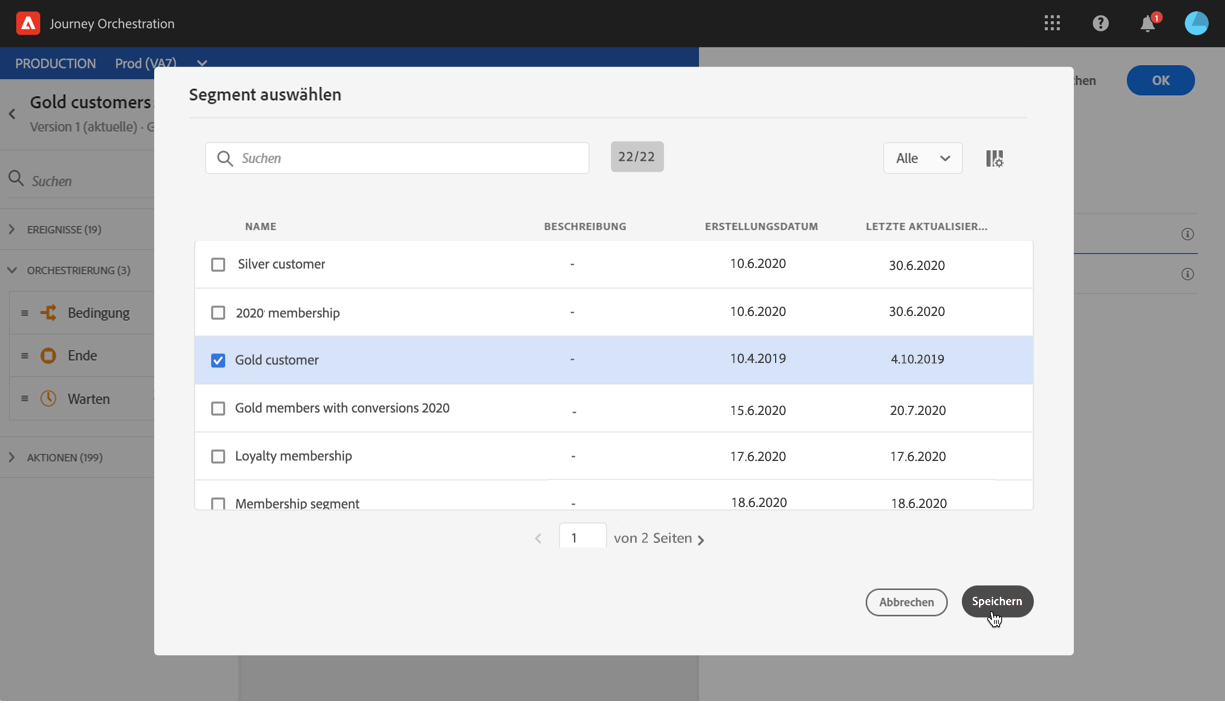 Journey Orchestration
1
PRODUCTION Prod (VA7)
Gold customers
Version 1 (aktuelle) · G
Suchen
EREIGNISSE (19)
ORCHESTRIERUNG (3)
Bedingung
Ende
Warten
AKTIONEN (199)
OK
Segment auswählen
Suchen 22/22 Alle
NAME BESCHREIBUNG ERSTELLUNGSDATUM LETZTE AKTUALISIER...
Silver customer - 10.6.2020 30.6.2020
2020 membership - 10.6.2020 30.6.2020
Gold customer - 10.4.2019 4.10.2019
Gold members with conversions 2020 - 15.6.2020 20.7.2020
Loyalty membership - 17.6.2020 17.6.2020
Membership segment - 18.6.2020 18.6.2020
1 von 2 Seiten
Abbrechen Speichern